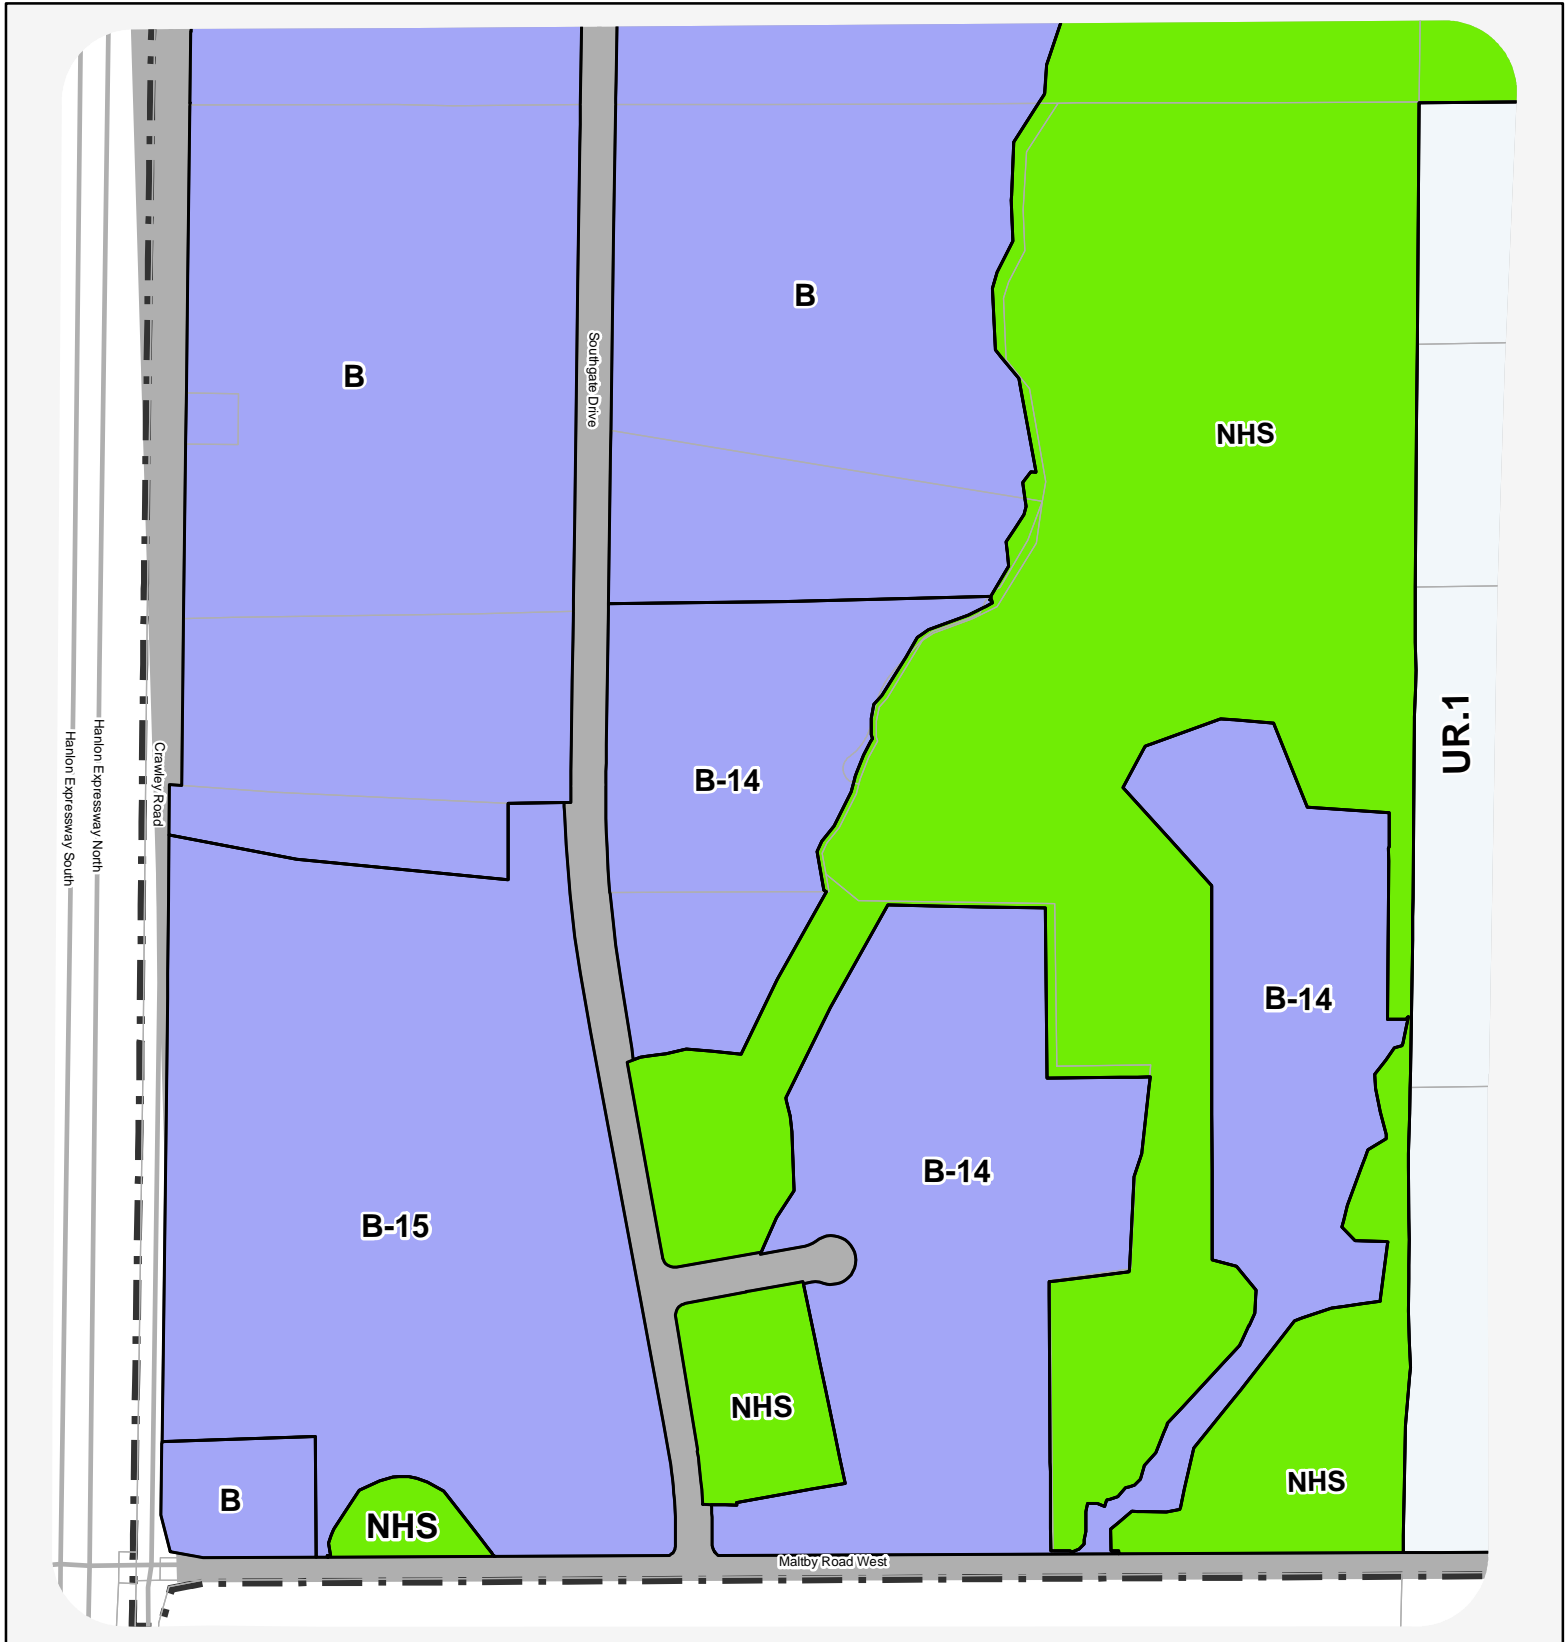 B
Southgate Drive
B
NHS
UR.1
Hanlon Expressway South
Hanlon Expressway North
Crawley Road
B-14
B-14
B-14
B-15
NHS
NHS
B
NHS
Maltby Road West